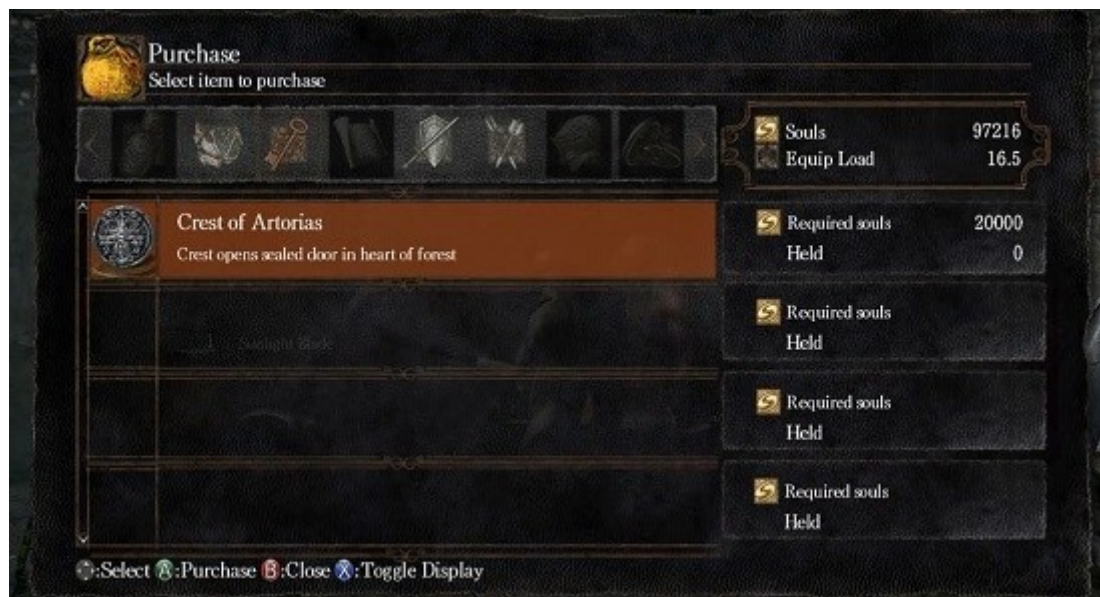 Purchase
Select item to purchase
Souls 97216
Equip Load 16.5
Crest of Artorias
Crest opens sealed door in heart of forest
Required souls 20000
Held 0
Sunlight Blade
Required souls
Held
Required souls
Held
Required souls
Held
:Select A:Purchase B:Close X:Toggle Display